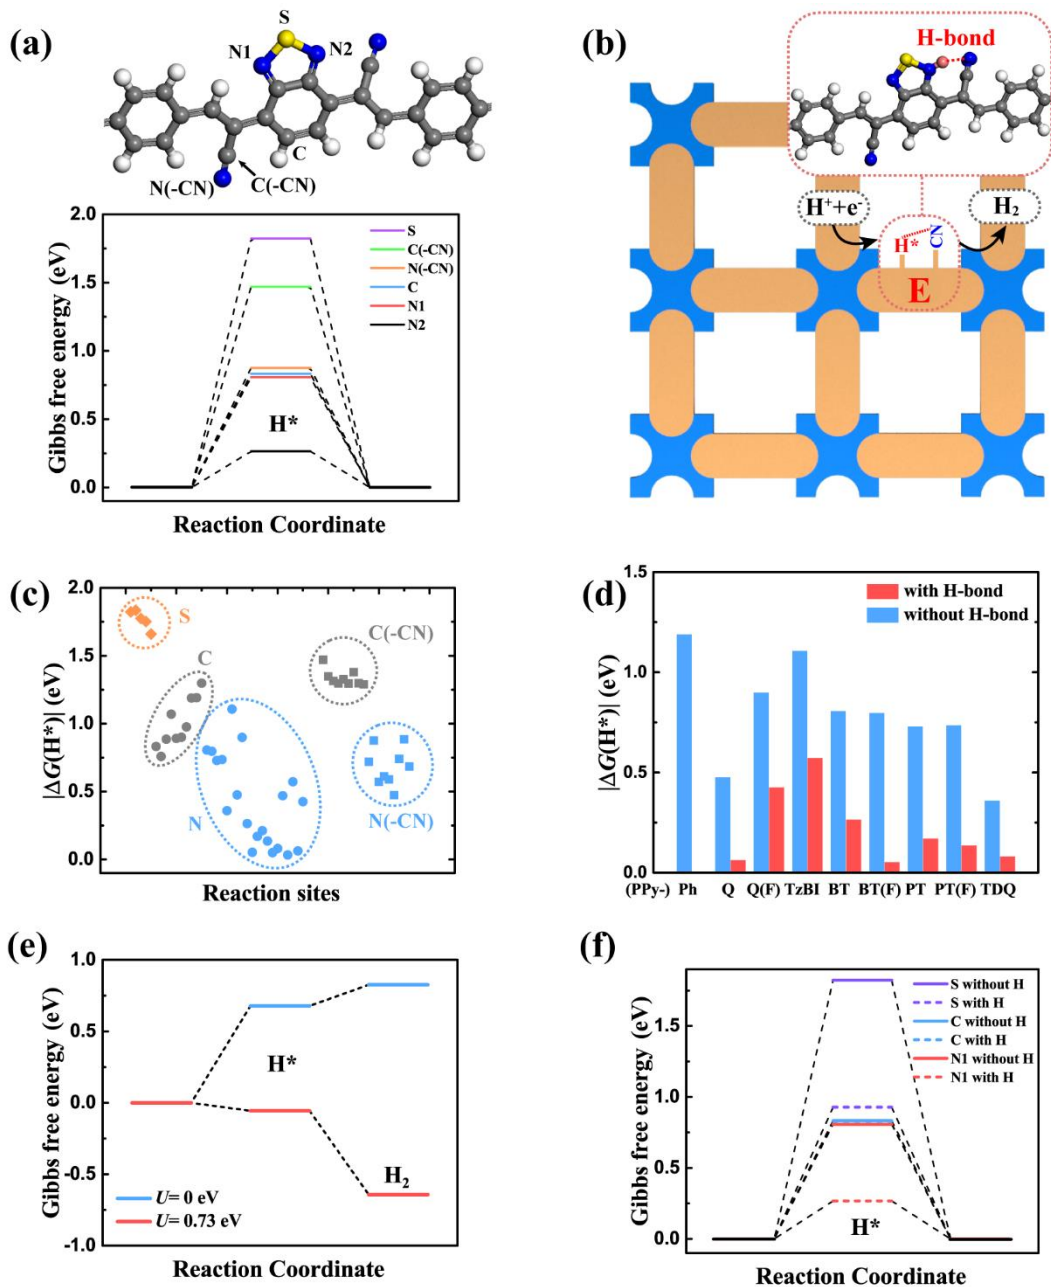 (a)
S
N1
N2
C
N(-CN)
C(-CN)
2.0
1.5
1.0
0.5
0.0
Gibbs free energy (eV)
S
C(-CN)
N(-CN)
C
N1
N2
H*
Reaction Coordinate
(b)
H-bond
H⁺+e⁻
H₂
H*
CN
E
(c)
2.0
1.5
1.0
0.5
0.0
|ΔG(H*)| (eV)
S
C
C(-CN)
N
N(-CN)
Reaction sites
(d)
1.5
1.0
0.5
0.0
|ΔG(H*)| (eV)
with H-bond
without H-bond
(PPy-) Ph Q Q(F) TzBI BT BT(F) PT PT(F) TDQ
(e)
1.0
0.5
0.0
-0.5
-1.0
Gibbs free energy (eV)
H*
H₂
U= 0 eV
U= 0.73 eV
Reaction Coordinate
(f)
1.5
1.0
0.5
0.0
Gibbs free energy (eV)
S without H
S with H
C without H
C with H
N1 without H
N1 with H
H*
Reaction Coordinate